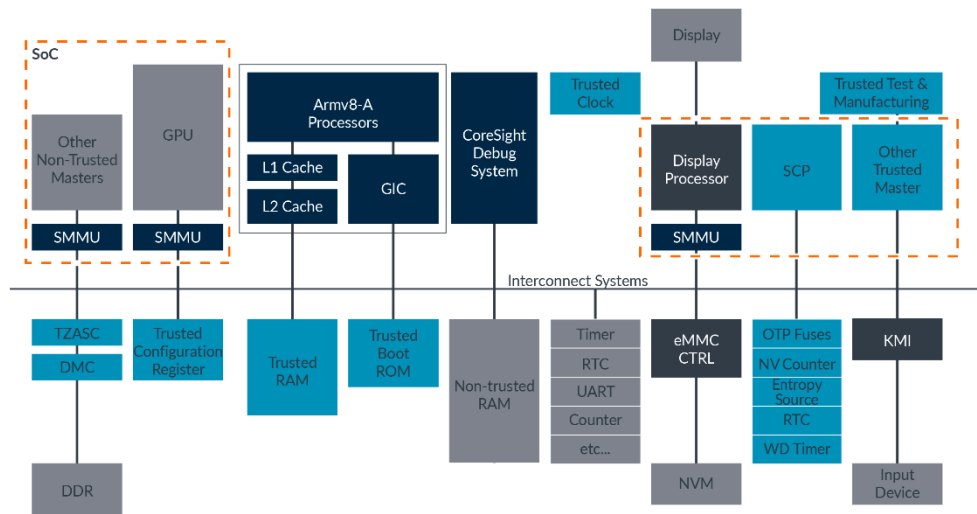 SoC
Other
Non-Trusted
Masters
SMMU
GPU
SMMU
Armv8-A
Processors
L1 Cache
L2 Cache
GIC
CoreSight
Debug
System
Trusted
Clock
Display
Display
Processor
SMMU
SCP
Trusted Test &
Manufacturing
Other
Trusted
Master
Interconnect Systems
TZASC
DMC
DDR
Trusted
Configuration
Register
Trusted
RAM
Trusted
Boot
ROM
Non-trusted
RAM
Timer
RTC
UART
Counter
etc...
eMMC
CTRL
NVM
OTP Fuses
NV Counter
Entropy
Source
RTC
WD Timer
KMI
Input
Device